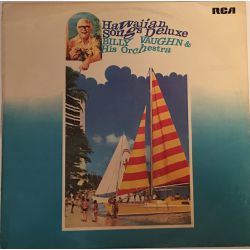 RCA
Hawaiian
Songs Deluxe
BILLY VAUGHN &
His Orchestra